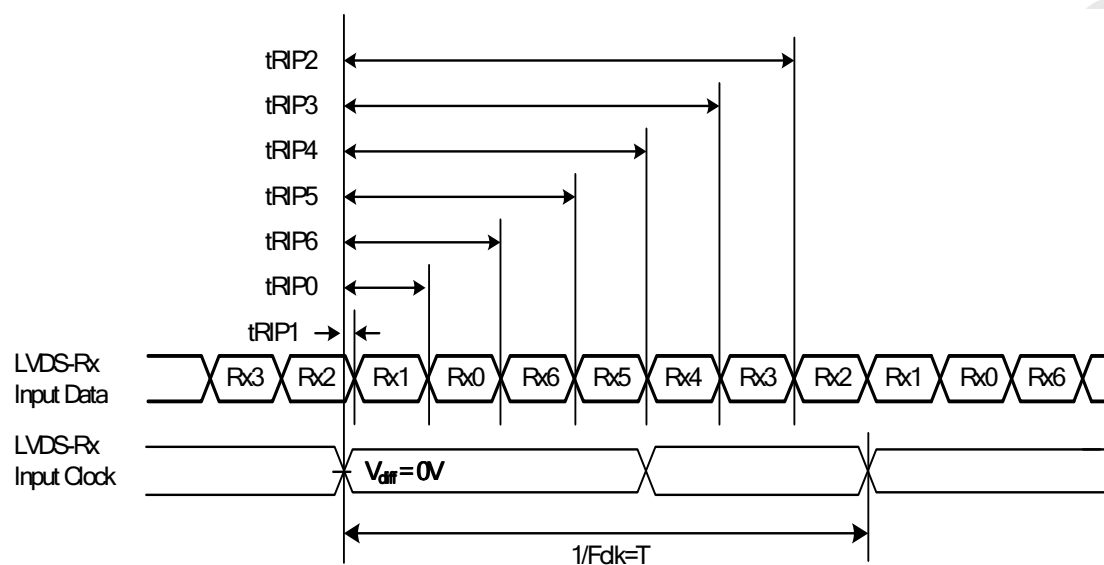 tRIP2
tRIP3
tRIP4
tRIP5
tRIP6
tRIP0
tRIP1
LVDS-Rx
Input Data
Rx3 Rx2 Rx1 Rx0 Rx6 Rx5 Rx4 Rx3 Rx2 Rx1 Rx0 Rx6
LVDS-Rx
Input Clock
Vdiff = 0V
1/Fclk=T